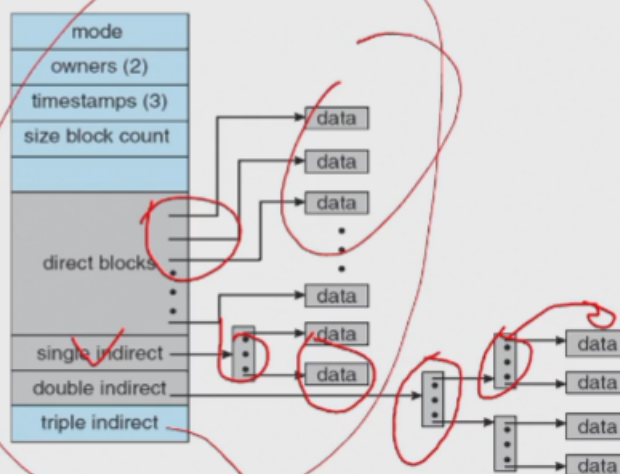 mode
owners (2)
timestamps (3)
size block count
data
data
data
direct blocks
data
data
single indirect
data
data
double indirect
data
triple indirect
data
data